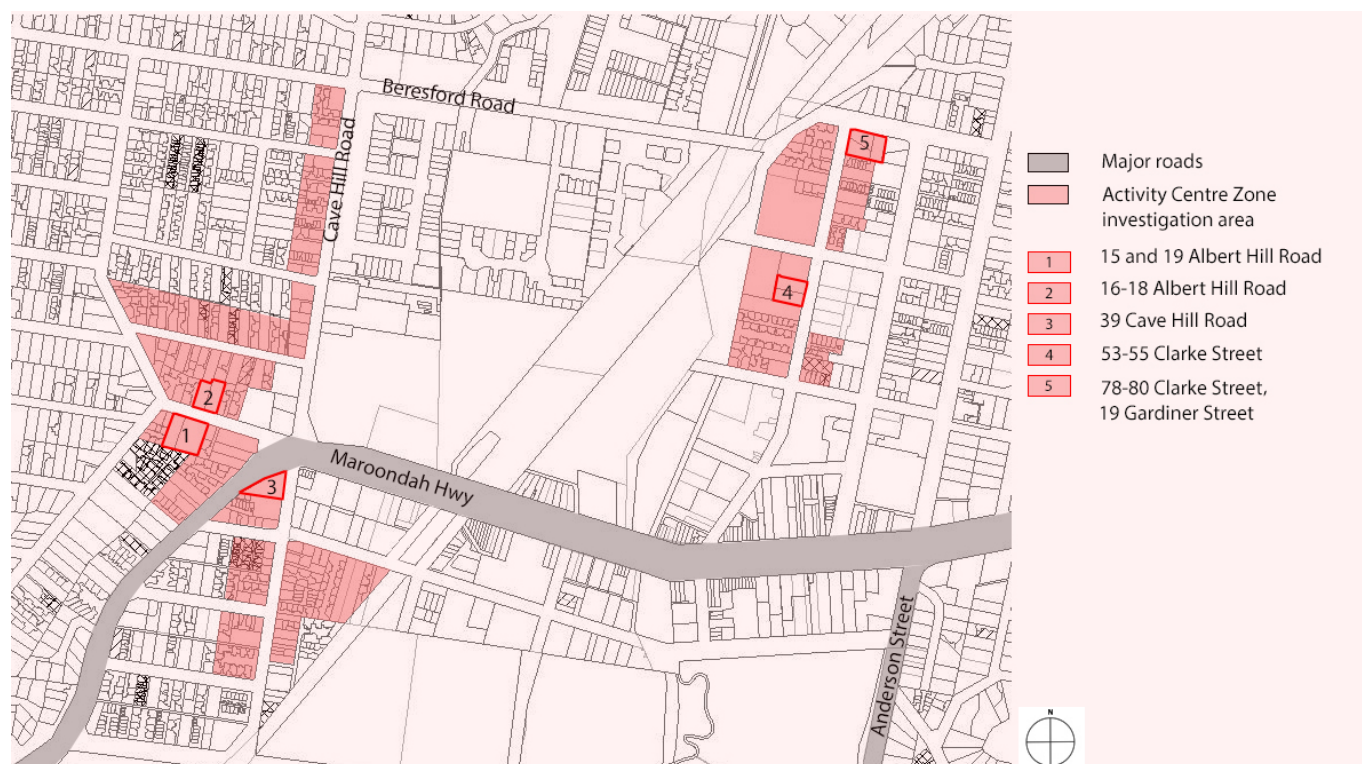 Beresford Road
Cave Hill Road
5
4
2
1
3
Maroondah Hwy
Anderson Street
Major roads
Activity Centre Zone
investigation area
1 15 and 19 Albert Hill Road
2 16-18 Albert Hill Road
3 39 Cave Hill Road
4 53-55 Clarke Street
5 78-80 Clarke Street,
19 Gardiner Street
N